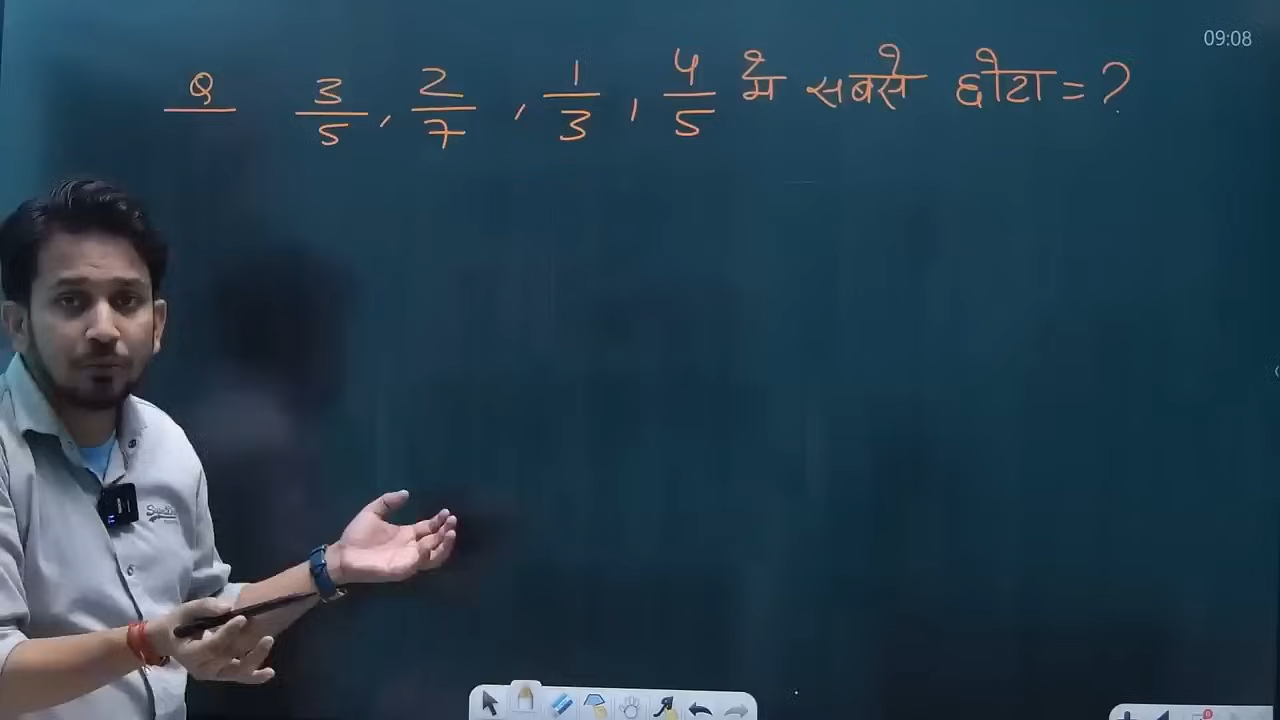 09:08
Q 3/5, 2/7, 1/3, 4/5 मे सबसे छोटा = ?